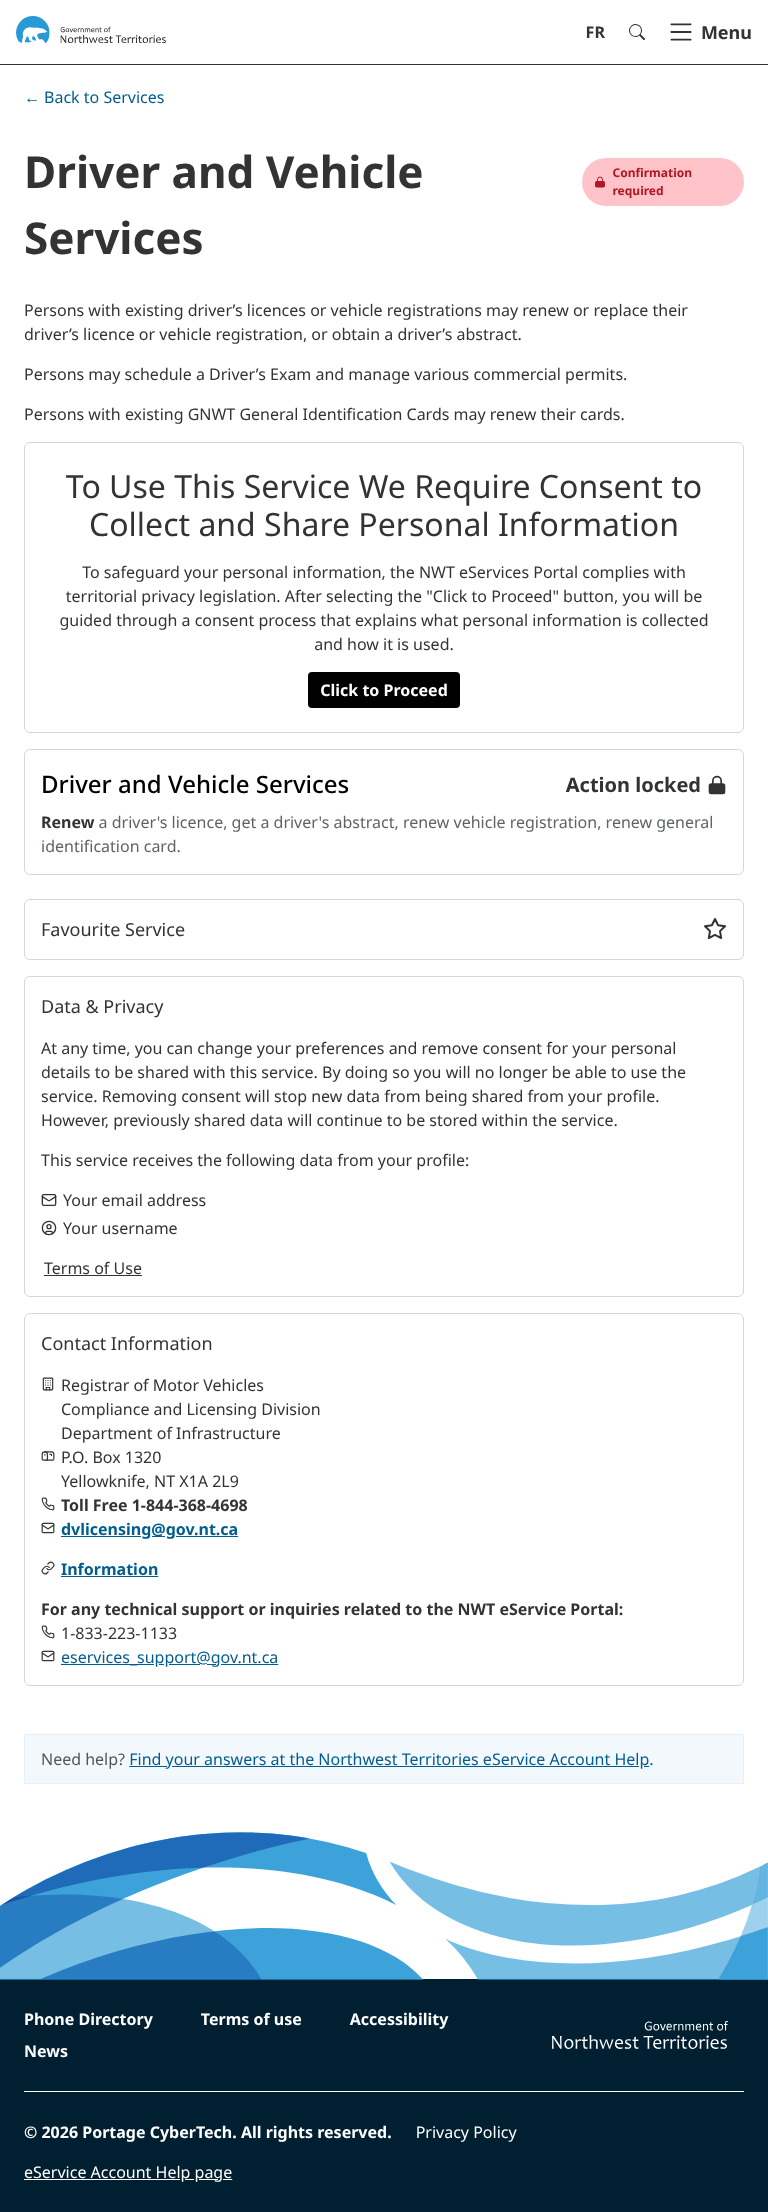 Government of
Northwest Territories
FR
Menu
← Back to Services
Driver and Vehicle
Services
Confirmation
required
Persons with existing driver’s licences or vehicle registrations may renew or replace their
driver’s licence or vehicle registration, or obtain a driver’s abstract.
Persons may schedule a Driver’s Exam and manage various commercial permits.
Persons with existing GNWT General Identification Cards may renew their cards.
To Use This Service We Require Consent to
Collect and Share Personal Information
To safeguard your personal information, the NWT eServices Portal complies with
territorial privacy legislation. After selecting the "Click to Proceed" button, you will be
guided through a consent process that explains what personal information is collected
and how it is used.
Click to Proceed
Driver and Vehicle Services
Action locked
Renew a driver's licence, get a driver's abstract, renew vehicle registration, renew general
identification card.
Favourite Service
Data & Privacy
At any time, you can change your preferences and remove consent for your personal
details to be shared with this service. By doing so you will no longer be able to use the
service. Removing consent will stop new data from being shared from your profile.
However, previously shared data will continue to be stored within the service.
This service receives the following data from your profile:
Your email address
Your username
Terms of Use
Contact Information
Registrar of Motor Vehicles
Compliance and Licensing Division
Department of Infrastructure
P.O. Box 1320
Yellowknife, NT X1A 2L9
Toll Free 1-844-368-4698
dvlicensing@gov.nt.ca
Information
For any technical support or inquiries related to the NWT eService Portal:
1-833-223-1133
eservices_support@gov.nt.ca
Need help? Find your answers at the Northwest Territories eService Account Help.
Phone Directory
Terms of use
Accessibility
News
Government of
Northwest Territories
© 2026 Portage CyberTech. All rights reserved.
Privacy Policy
eService Account Help page